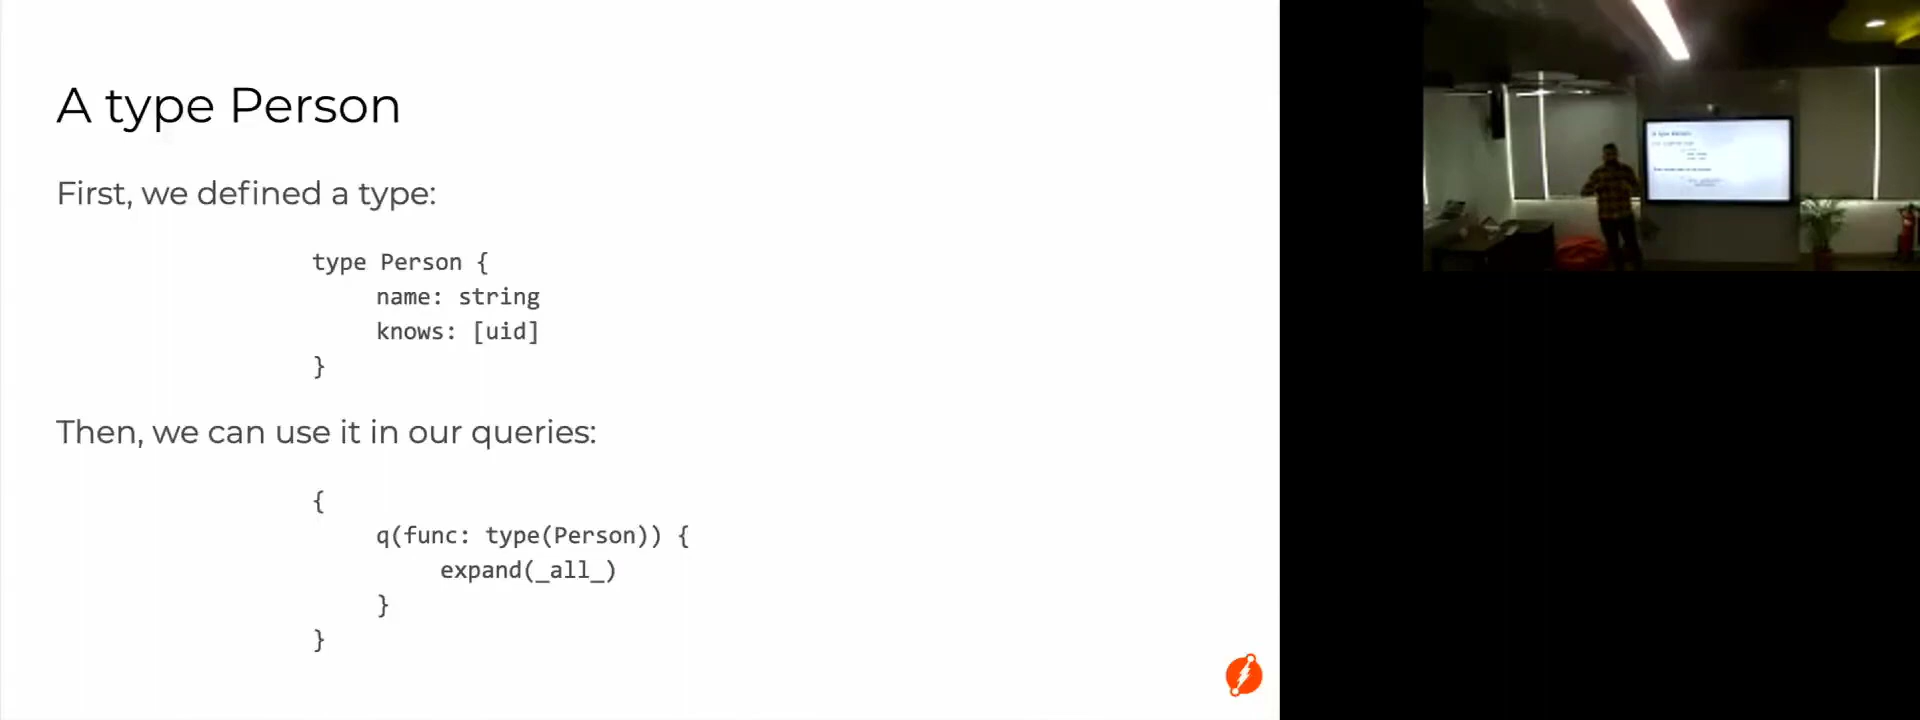 A type Person
First, we defined a type:
type Person {
name: string
knows: [uid]
}
Then, we can use it in our queries:
{
q(func: type(Person)) {
expand(_all_)
}
}